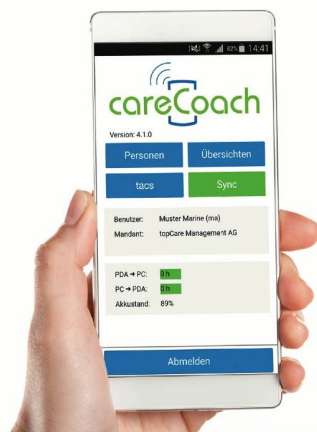 82% 14:41
careCoach
Version: 4.1.0
Personen Übersichten
tacs Sync
Benutzer: Muster Marine (ma)
Mandant: topCare Management AG
PDA → PC: 0 h
PC → PDA: 0 h
Akkustand: 89%
Abmelden